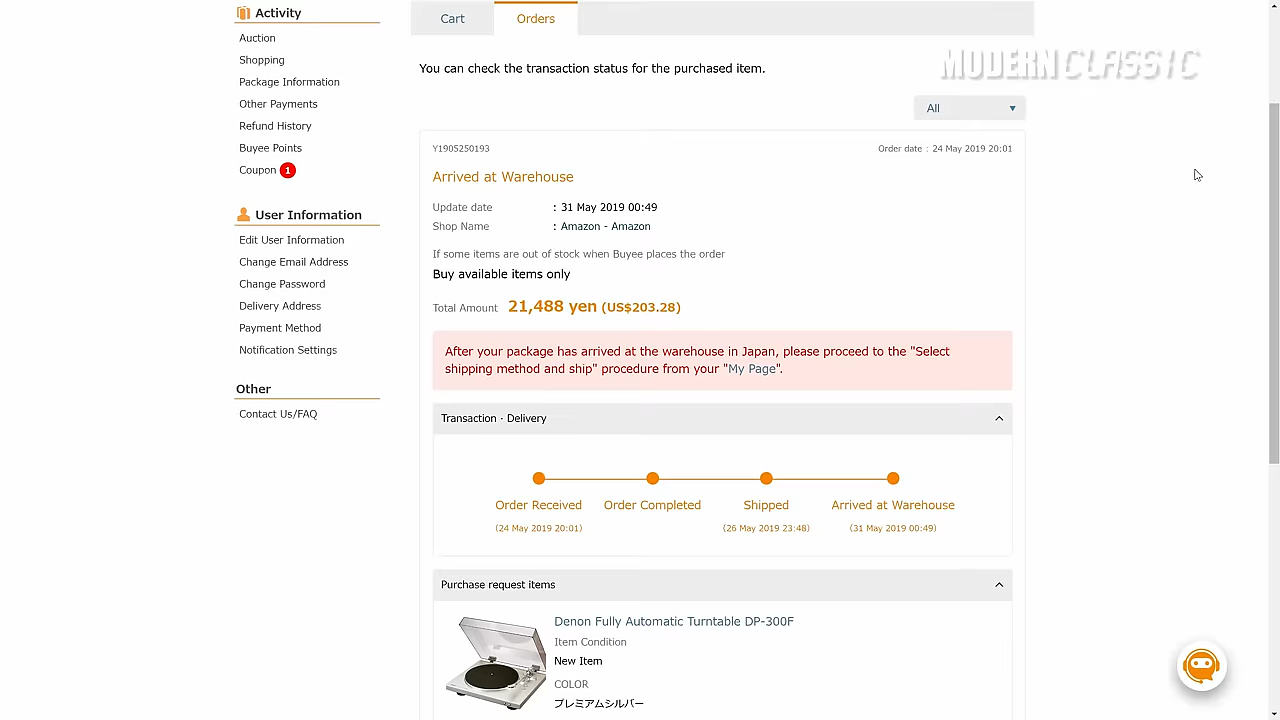 Activity
Auction
Shopping
Package Information
Other Payments
Refund History
Buyee Points
Coupon 1
User Information
Edit User Information
Change Email Address
Change Password
Delivery Address
Payment Method
Notification Settings
Other
Contact Us/FAQ
Cart
Orders
MODERN CLASSIC
You can check the transaction status for the purchased item.
All
Y1905250193
Order date : 24 May 2019 20:01
Arrived at Warehouse
Update date : 31 May 2019 00:49
Shop Name : Amazon - Amazon
If some items are out of stock when Buyee places the order
Buy available items only
Total Amount 21,488 yen (US$203.28)
After your package has arrived at the warehouse in Japan, please proceed to the "Select
shipping method and ship" procedure from your "My Page".
Transaction · Delivery
Order Received
Order Completed
Shipped
Arrived at Warehouse
(24 May 2019 20:01)
(26 May 2019 23:48)
(31 May 2019 00:49)
Purchase request items
Denon Fully Automatic Turntable DP-300F
Item Condition
New Item
COLOR
プレミアムシルバー